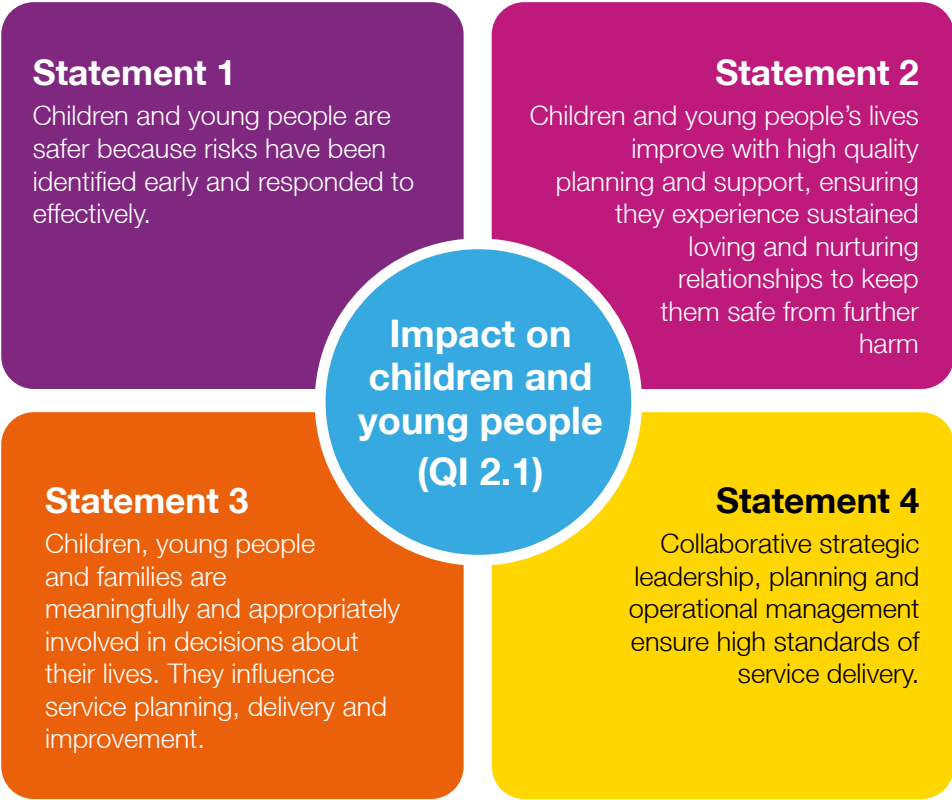 Statement 1
Children and young people are
safer because risks have been
identified early and responded to
effectively.
Statement 2
Children and young people’s lives
improve with high quality
planning and support, ensuring
they experience sustained
loving and nurturing
relationships to keep
them safe from further
harm
Impact on
children and
young people
(QI 2.1)
Statement 3
Children, young people
and families are
meaningfully and appropriately
involved in decisions about
their lives. They influence
service planning, delivery and
improvement.
Statement 4
Collaborative strategic
leadership, planning and
operational management
ensure high standards of
service delivery.